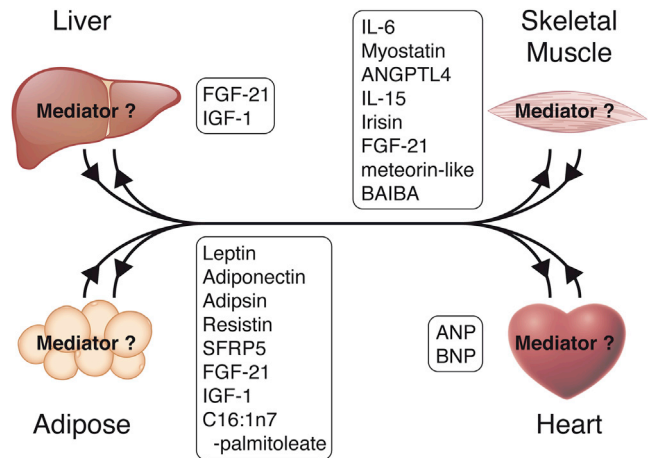 Liver
Mediator ?
FGF-21
IGF-1
IL-6
Myostatin
ANGPTL4
IL-15
Irisin
FGF-21
meteorin-like
BAIBA
Skeletal
Muscle
Mediator ?
Mediator ?
Adipose
Leptin
Adiponectin
Adipsin
Resistin
SFRP5
FGF-21
IGF-1
C16:1n7
-palmitoleate
ANP
BNP
Mediator ?
Heart